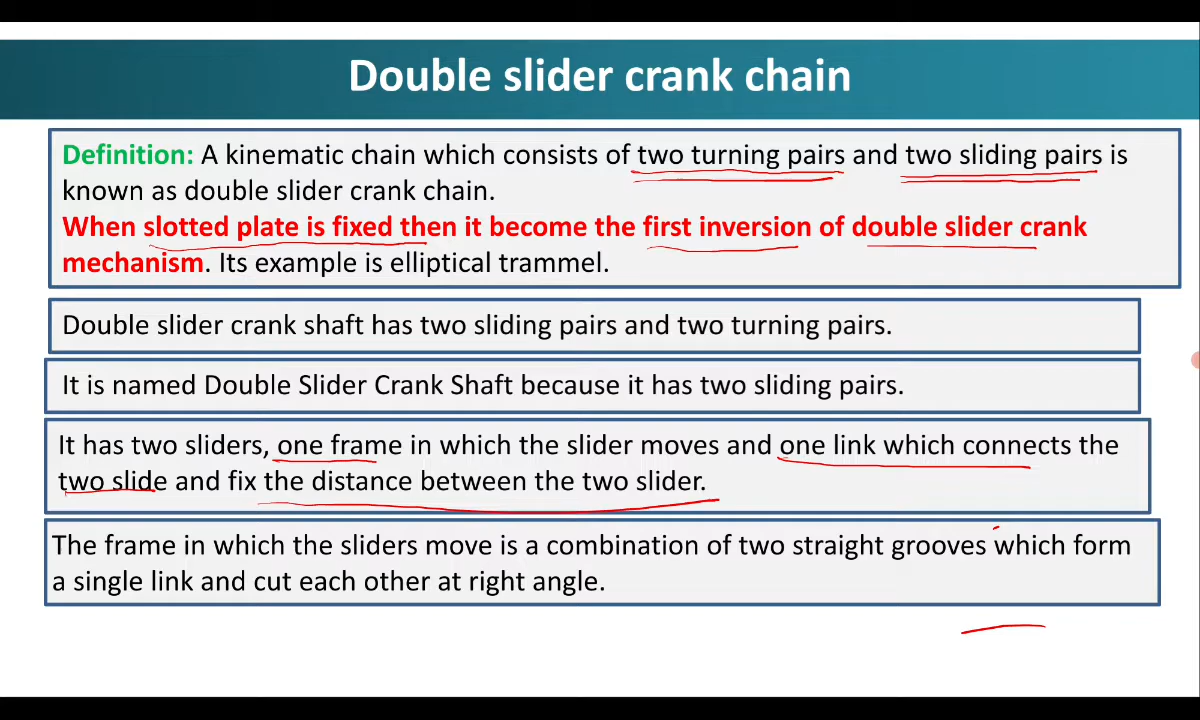 Double slider crank chain
Definition: A kinematic chain which consists of two turning pairs and two sliding pairs is
known as double slider crank chain.
When slotted plate is fixed then it become the first inversion of double slider crank
mechanism. Its example is elliptical trammel.
Double slider crank shaft has two sliding pairs and two turning pairs.
It is named Double Slider Crank Shaft because it has two sliding pairs.
It has two sliders, one frame in which the slider moves and one link which connects the
two slide and fix the distance between the two slider.
The frame in which the sliders move is a combination of two straight grooves which form
a single link and cut each other at right angle.